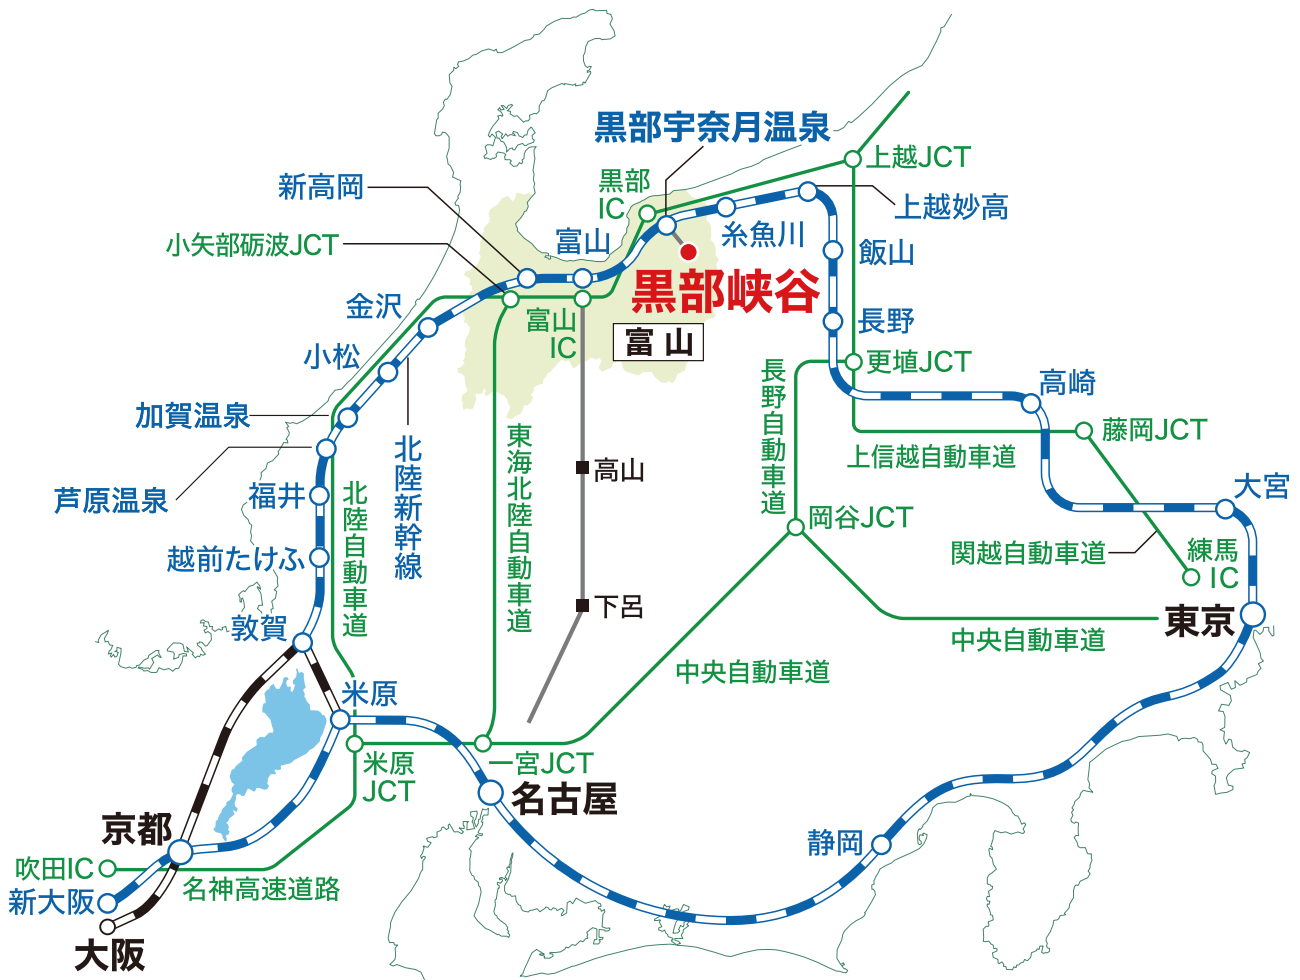 黒部宇奈月温泉
上越JCT
新高岡
黒部
IC
上越妙高
小矢部砺波JCT
富山
糸魚川
飯山
黒部峡谷
金沢
富山
IC
富山
長野
小松
更埴JCT
長野自動車道
高崎
加賀温泉
北陸新幹線
東海北陸自動車道
藤岡JCT
上信越自動車道
高山
芦原温泉
福井
北陸自動車道
大宮
岡谷JCT
越前たけふ
関越自動車道
練馬
IC
下呂
敦賀
東京
中央自動車道
中央自動車道
米原
米原
JCT
一宮JCT
名古屋
京都
静岡
吹田IC
名神高速道路
新大阪
大阪